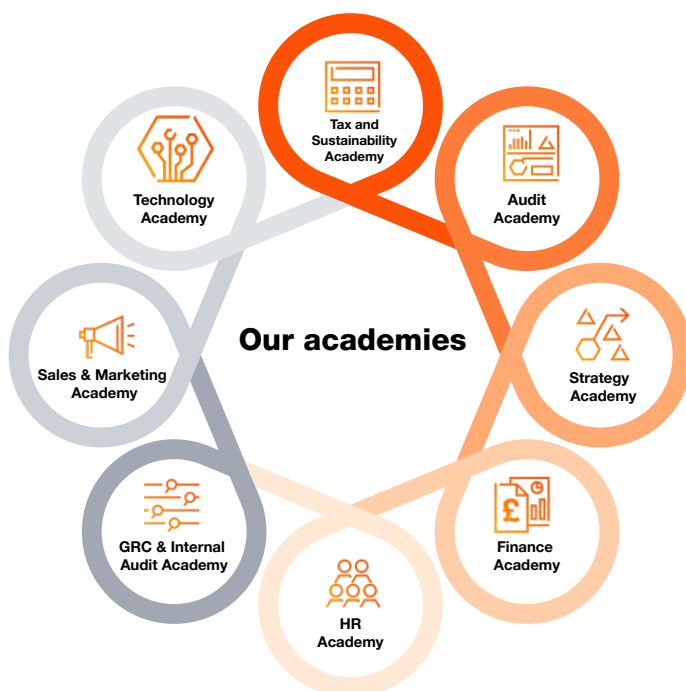 Tax and
Sustainability
Academy
Technology
Academy
Audit
Academy
Our academies
Sales & Marketing
Academy
Strategy
Academy
GRC & Internal
Audit Academy
£
Finance
Academy
HR
Academy